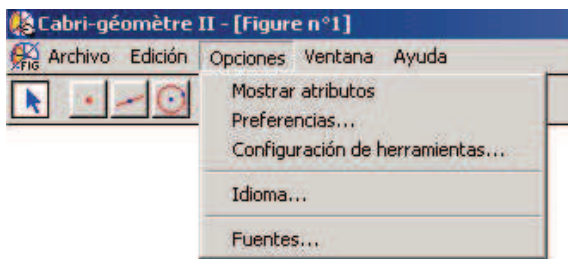 Cabri-géomètre II - [Figure n°1]
FIG Archivo Edición Opciones Ventana Ayuda
Mostrar atributos
Preferencias...
Configuración de herramientas...
Idioma...
Fuentes...